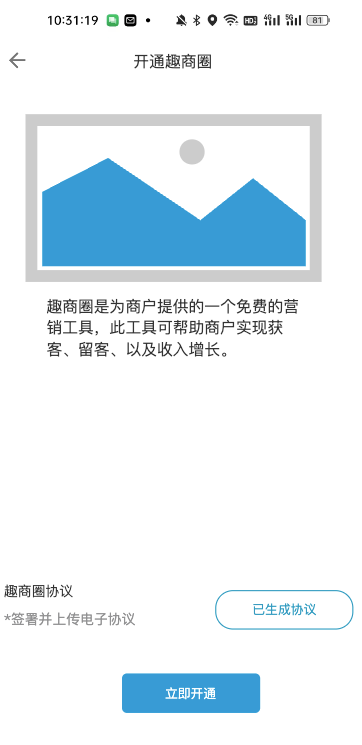 10:31:19
HD2 4G 5G 81
开通趣商圈
趣商圈是为商户提供的一个免费的营
销工具，此工具可帮助商户实现获
客、留客、以及收入增长。
趣商圈协议
*签署并上传电子协议
已生成协议
立即开通